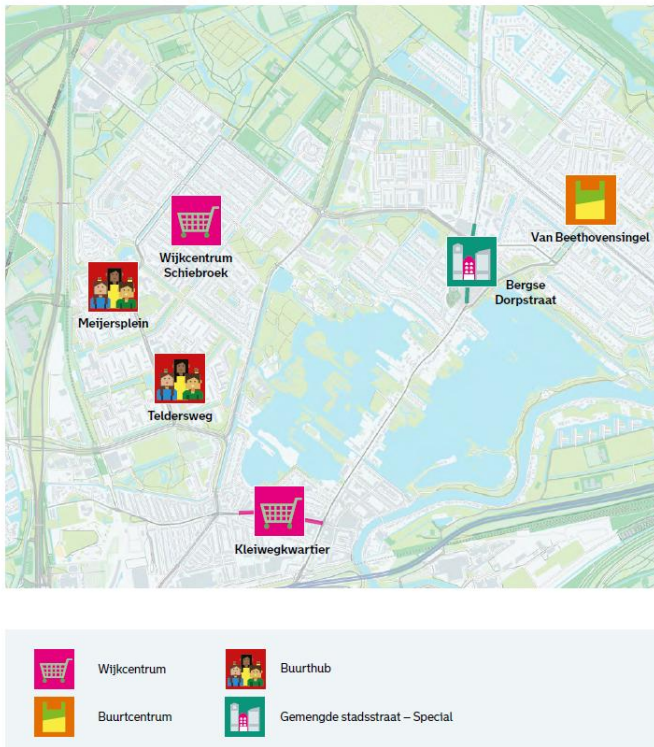 Wijkcentrum
Schiebroek
Van Beethovensingel
Bergse
Dorpstraat
Meijersplein
Teldersweg
Kleiwegkwartier
Wijkcentrum
Buurthub
Buurtcentrum
Gemengde stadsstraat – Special